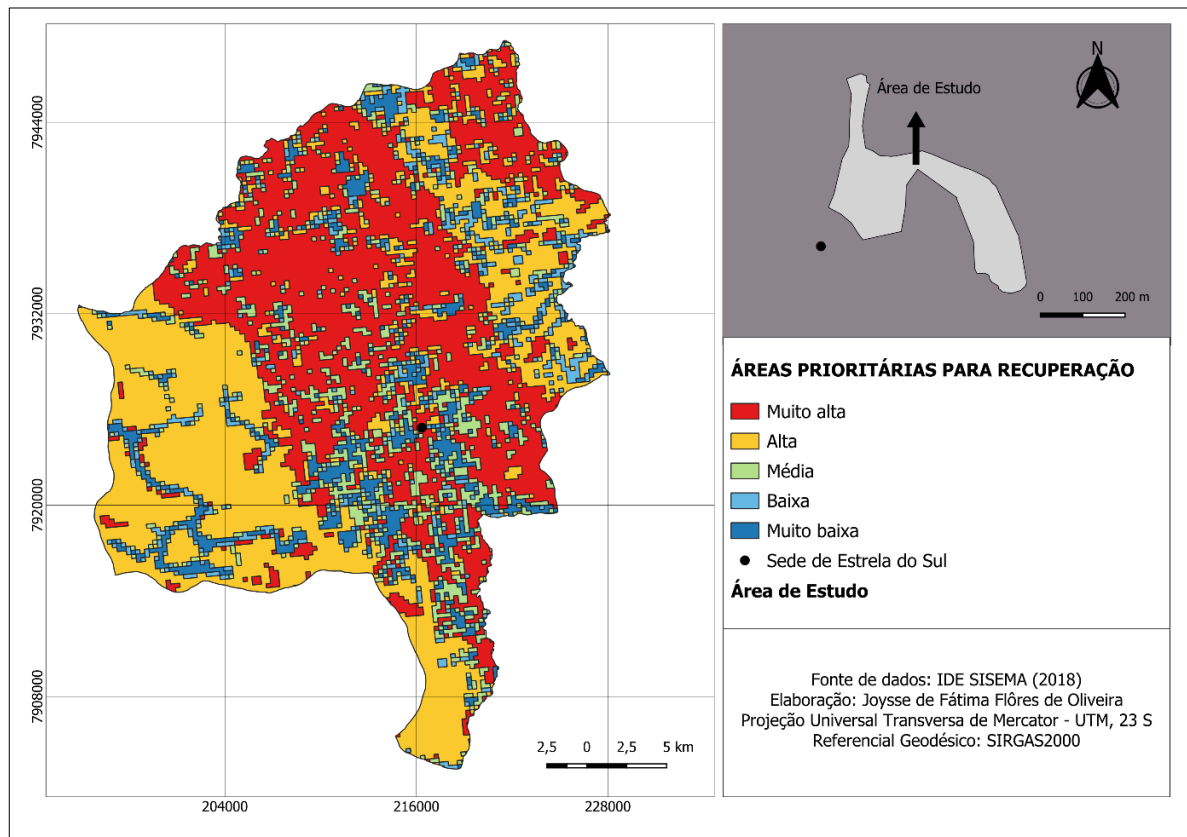 7944000
7932000
7920000
7908000
204000
216000
228000
2,5 0 2,5 5 km
N
Área de Estudo
0 100 200 m
ÁREAS PRIORITÁRIAS PARA RECUPERAÇÃO
Muito alta
Alta
Média
Baixa
Muito baixa
Sede de Estrela do Sul
Área de Estudo
Fonte de dados: IDE SISEMA (2018)
Elaboração: Joysse de Fátima Flôres de Oliveira
Projeção Universal Transversa de Mercator - UTM, 23 S
Referencial Geodésico: SIRGAS2000